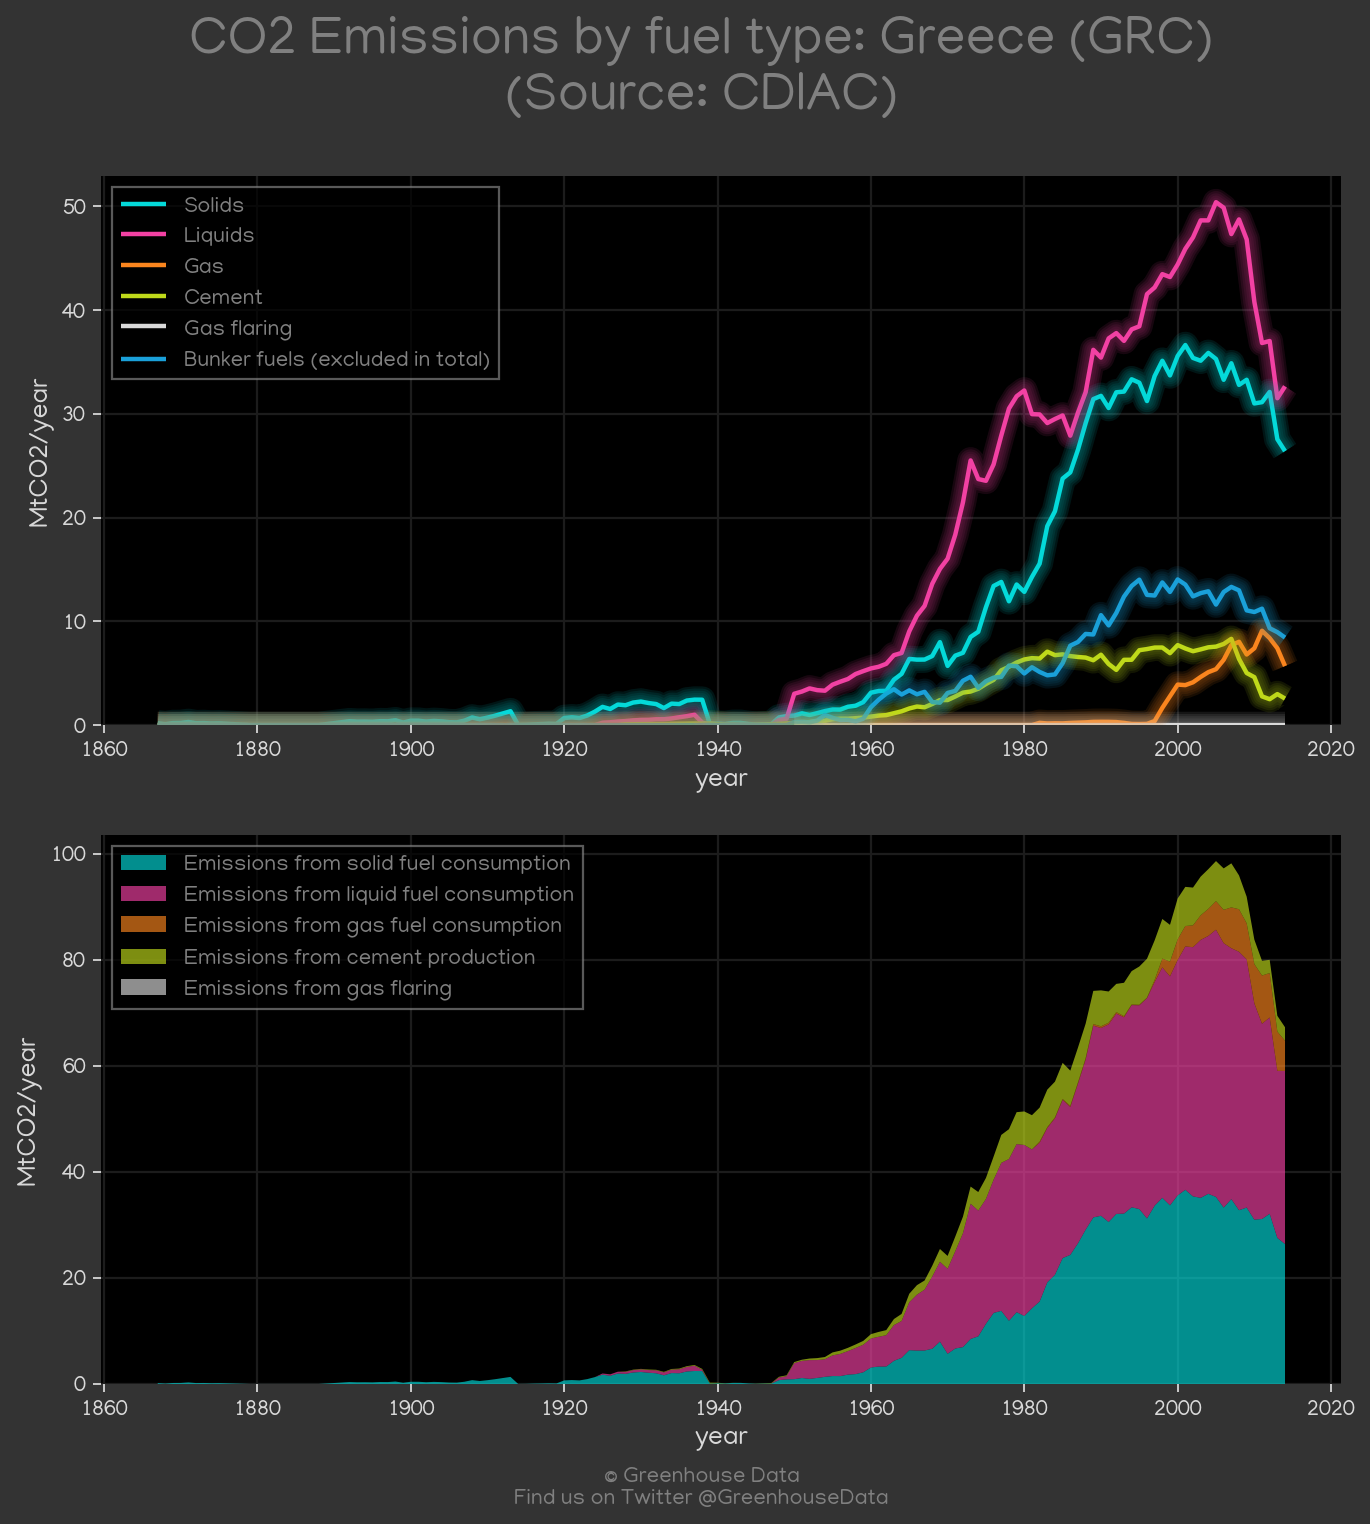 CO2 Emissions by fuel type: Greece (GRC)
(Source: CDIAC)
MtCO2/year
50
40
30
20
10
0
Solids
Liquids
Gas
Cement
Gas flaring
Bunker fuels (excluded in total)
1860 1880 1900 1920 1940 1960 1980 2000 2020
year
MtCO2/year
100
80
60
40
20
0
Emissions from solid fuel consumption
Emissions from liquid fuel consumption
Emissions from gas fuel consumption
Emissions from cement production
Emissions from gas flaring
1860 1880 1900 1920 1940 1960 1980 2000 2020
year
© Greenhouse Data
Find us on Twitter @GreenhouseData